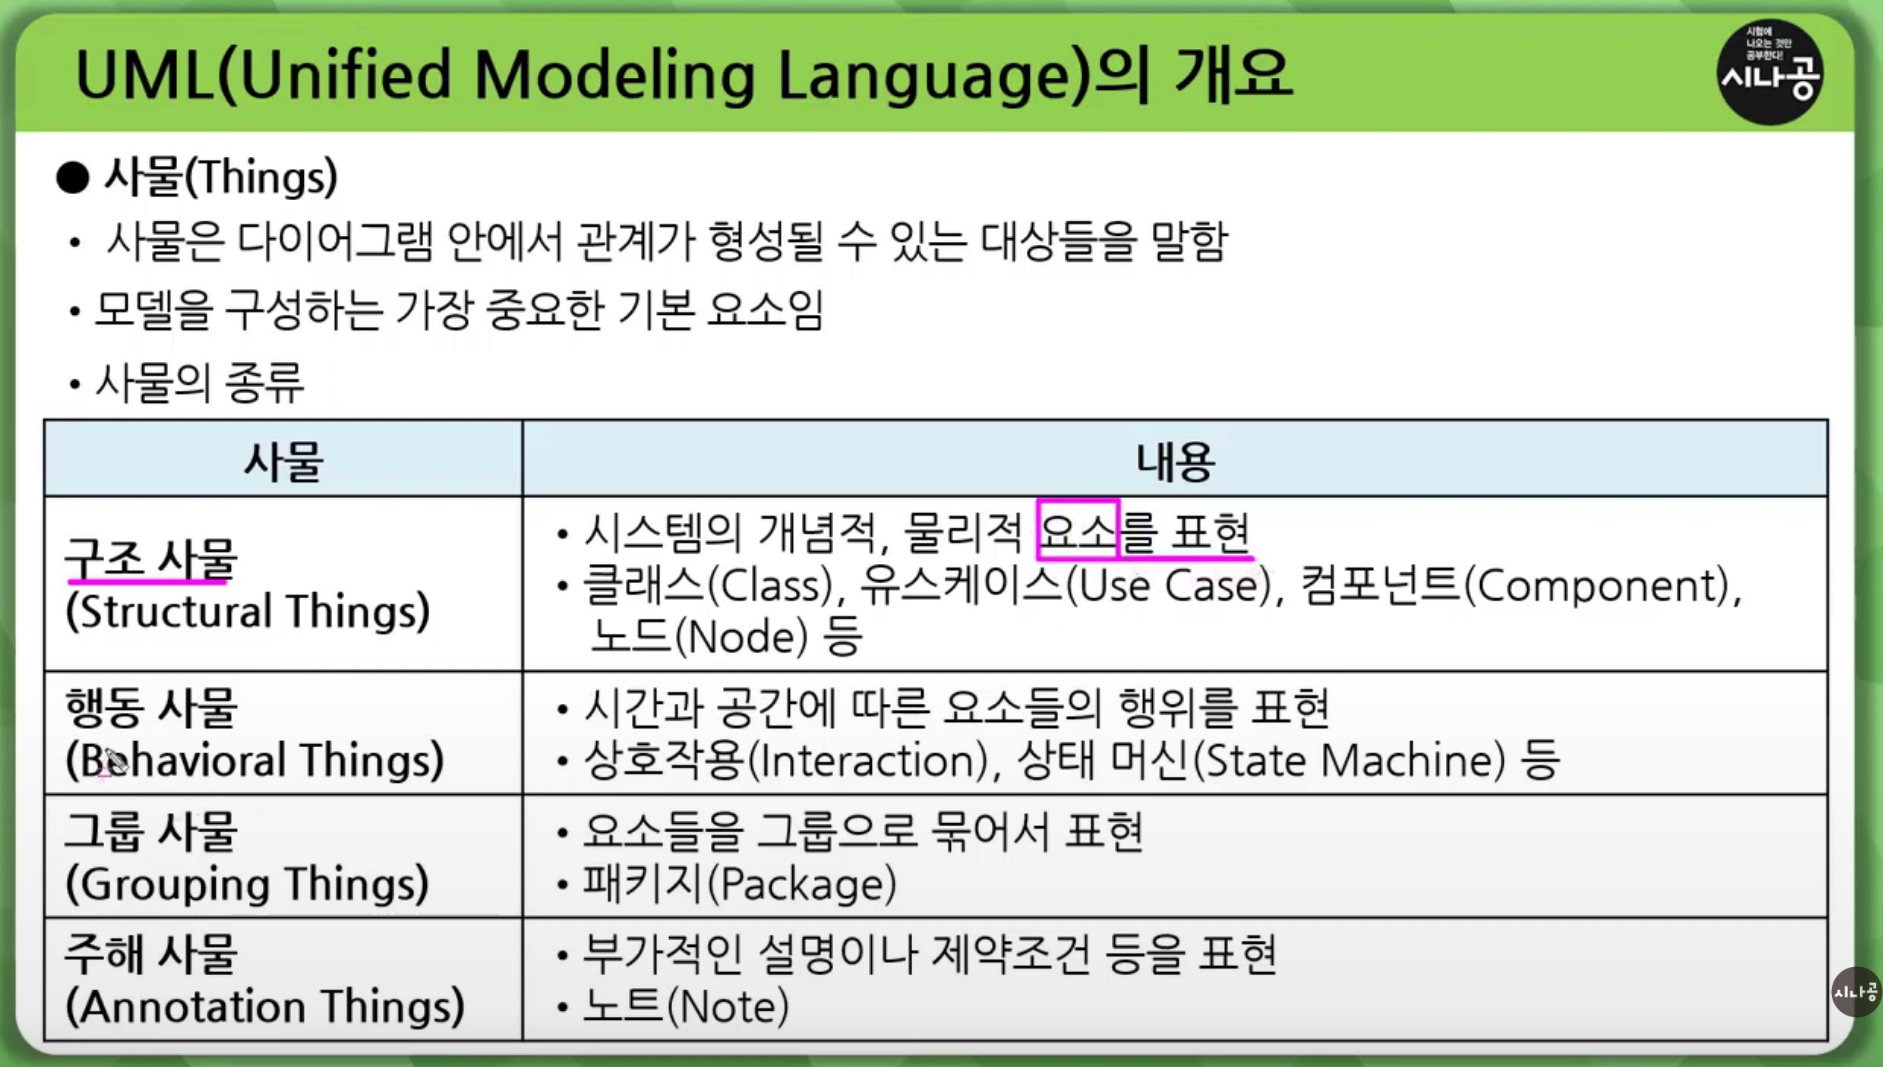 UML(Unified Modeling Language)의 개요
시험에
나오는 것만
공부한다!
시나공
● 사물(Things)
• 사물은 다이어그램 안에서 관계가 형성될 수 있는 대상들을 말함
• 모델을 구성하는 가장 중요한 기본 요소임
• 사물의 종류
사물
내용
구조 사물
(Structural Things)
• 시스템의 개념적, 물리적 요소를 표현
• 클래스(Class), 유스케이스(Use Case), 컴포넌트(Component),
노드(Node) 등
행동 사물
(Behavioral Things)
• 시간과 공간에 따른 요소들의 행위를 표현
• 상호작용(Interaction), 상태 머신(State Machine) 등
그룹 사물
(Grouping Things)
• 요소들을 그룹으로 묶어서 표현
• 패키지(Package)
주해 사물
(Annotation Things)
• 부가적인 설명이나 제약조건 등을 표현
• 노트(Note)
시나공